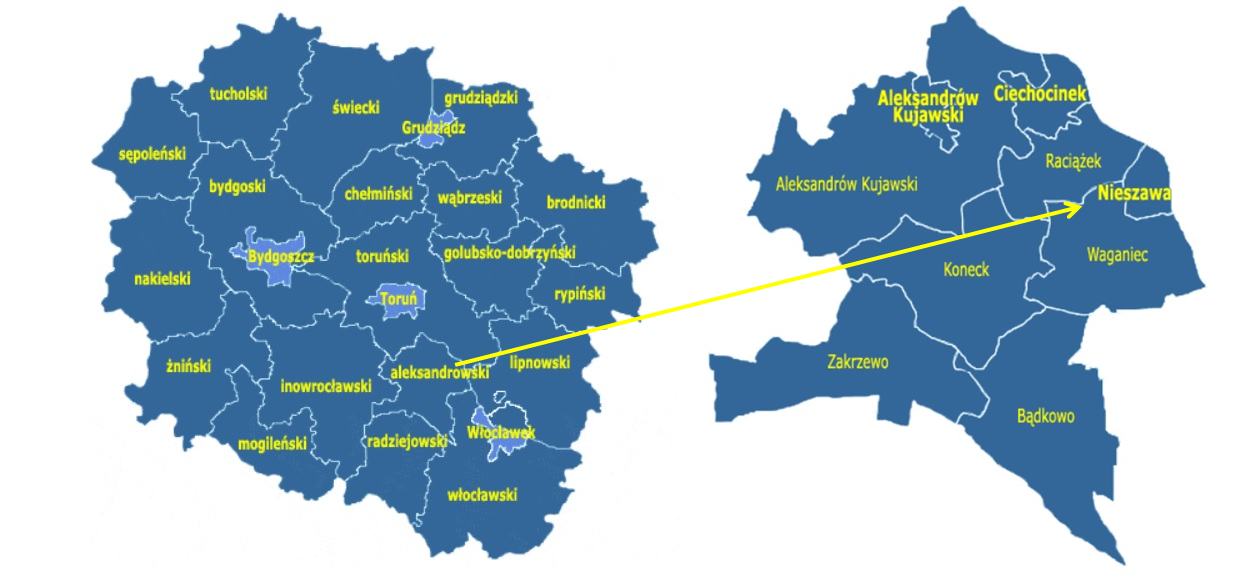 tucholski
świecki
grudziądzki
Grudziądz
sępoleński
bydgoski
chełmiński
wąbrzeski
brodnicki
Bydgoszcz
toruński
golubsko-dobrzyński
nakielski
Toruń
rypiński
żniński
inowrocławski
aleksandrowski
lipnowski
mogileński
radziejowski
Włocławek
włocławski
Aleksandrów
Kujawski
Ciechocinek
Raciążek
Aleksandrów Kujawski
Nieszawa
Koneck
Waganiec
Zakrzewo
Bądkowo